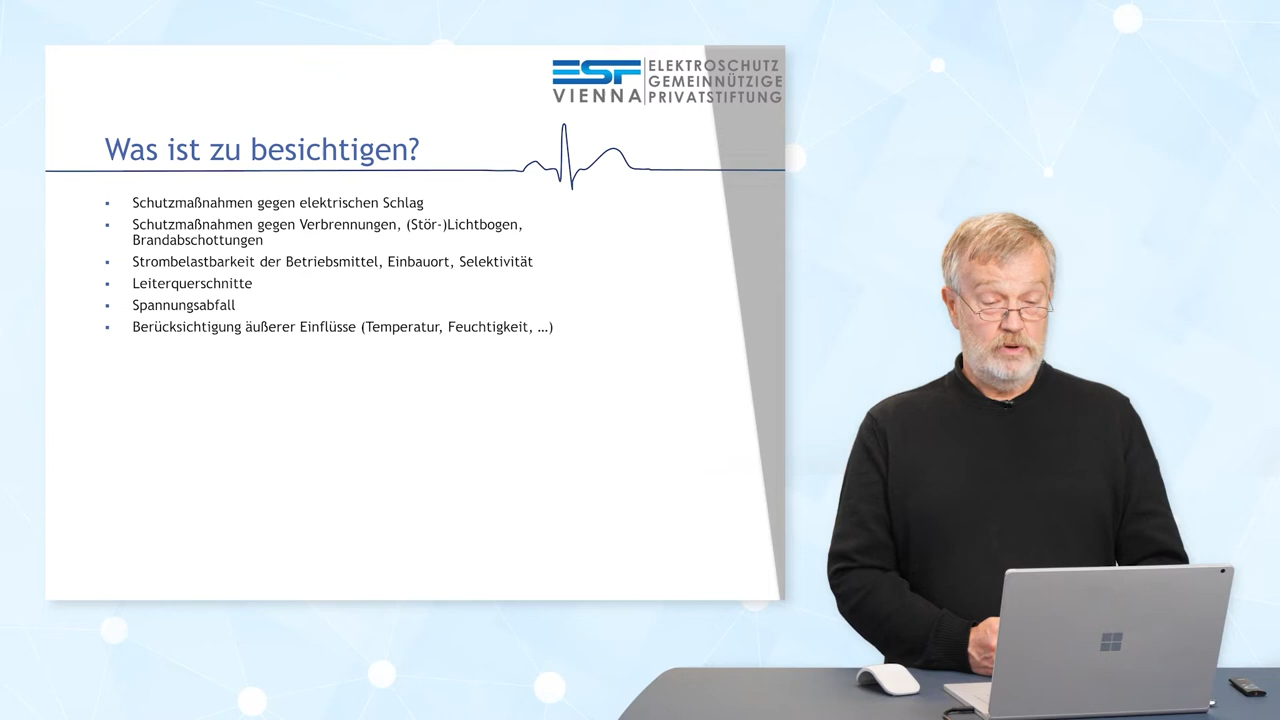 ESF
VIENNA
ELEKTROSCHUTZ
GEMEINNÜTZIGE
PRIVATSTIFTUNG
Was ist zu besichtigen?
Schutzmaßnahmen gegen elektrischen Schlag
Schutzmaßnahmen gegen Verbrennungen, (Stör-)Lichtbogen,
Brandabschottungen
Strombelastbarkeit der Betriebsmittel, Einbauort, Selektivität
Leiterquerschnitte
Spannungsabfall
Berücksichtigung äußerer Einflüsse (Temperatur, Feuchtigkeit, …)